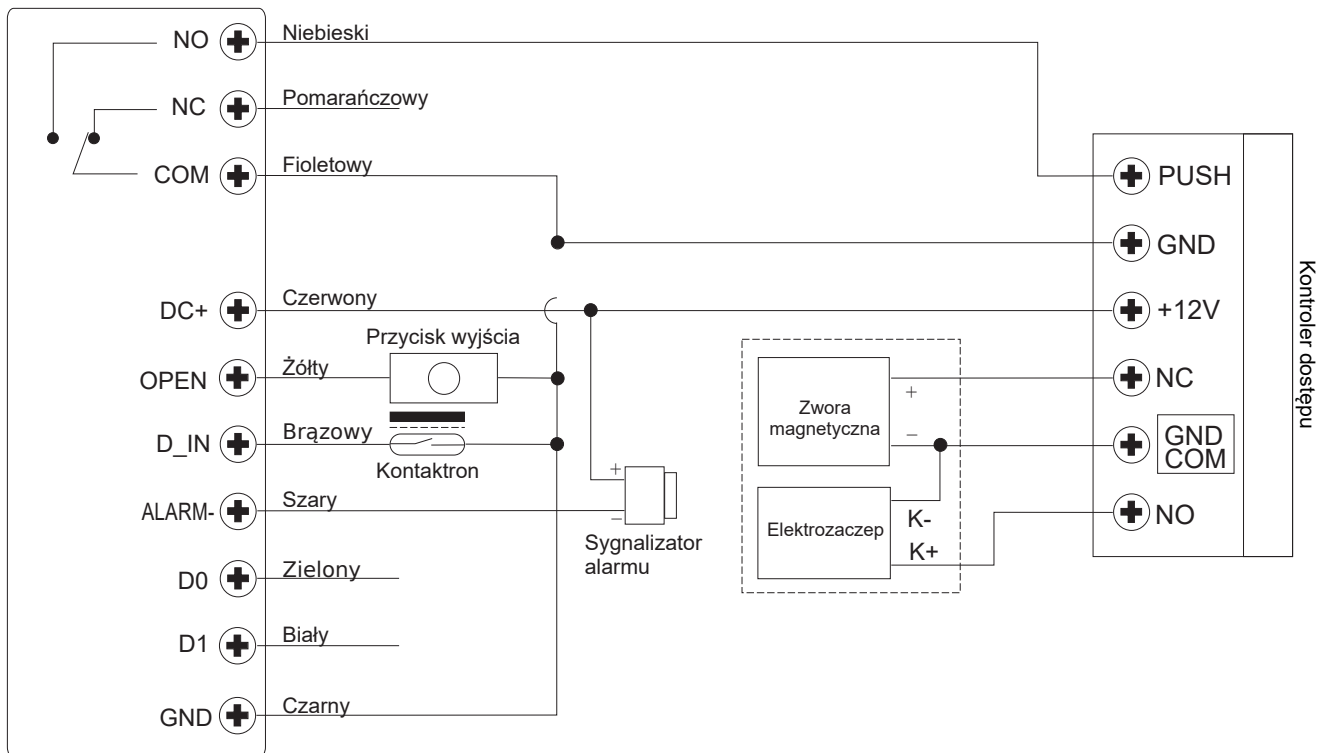 NO
Niebieski
NC
Pomarańczowy
COM
Fioletowy
DC+
Czerwony
Przycisk wyjścia
OPEN
Żółty
D_IN
Brązowy
Kontaktron
ALARM-
Szary
+
–
Sygnalizator
alarmu
D0
Zielony
D1
Biały
GND
Czarny
Zwora
magnetyczna
+
–
Elektrozaczep
K-
K+
PUSH
GND
+12V
NC
GND
COM
NO
Kontroler dostępu